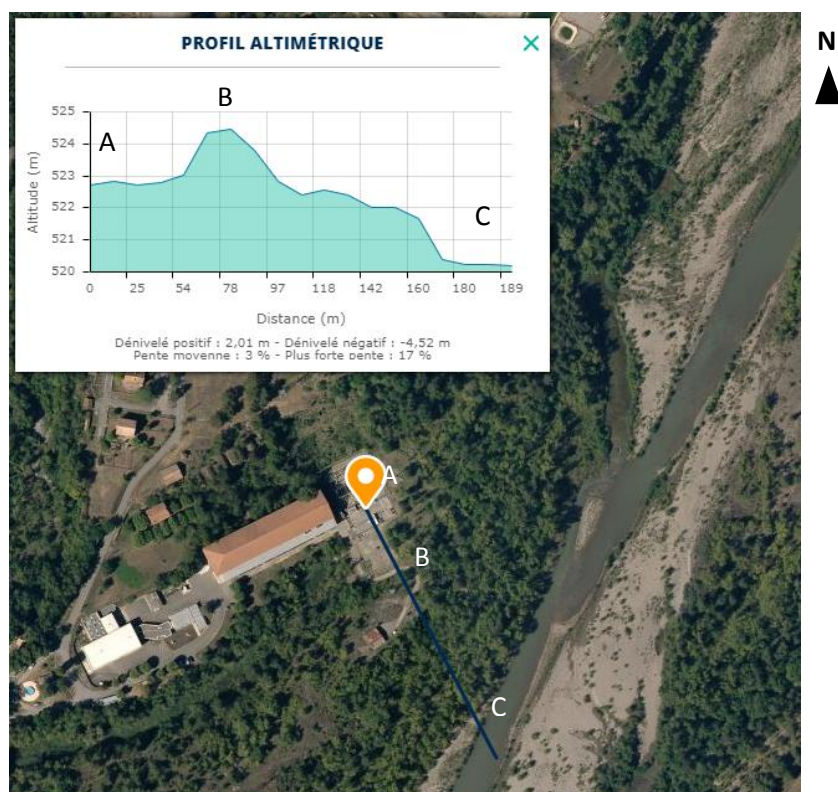 PROFIL ALTIMÉTRIQUE
N
B
A
C
Altitude (m)
525
524
523
522
521
520
0 25 54 78 97 118 142 160 180 189
Distance (m)
Dénivelé positif : 2,01 m - Dénivelé négatif : -4,52 m
Pente moyenne : 3 % - Plus forte pente : 17 %
A
B
C